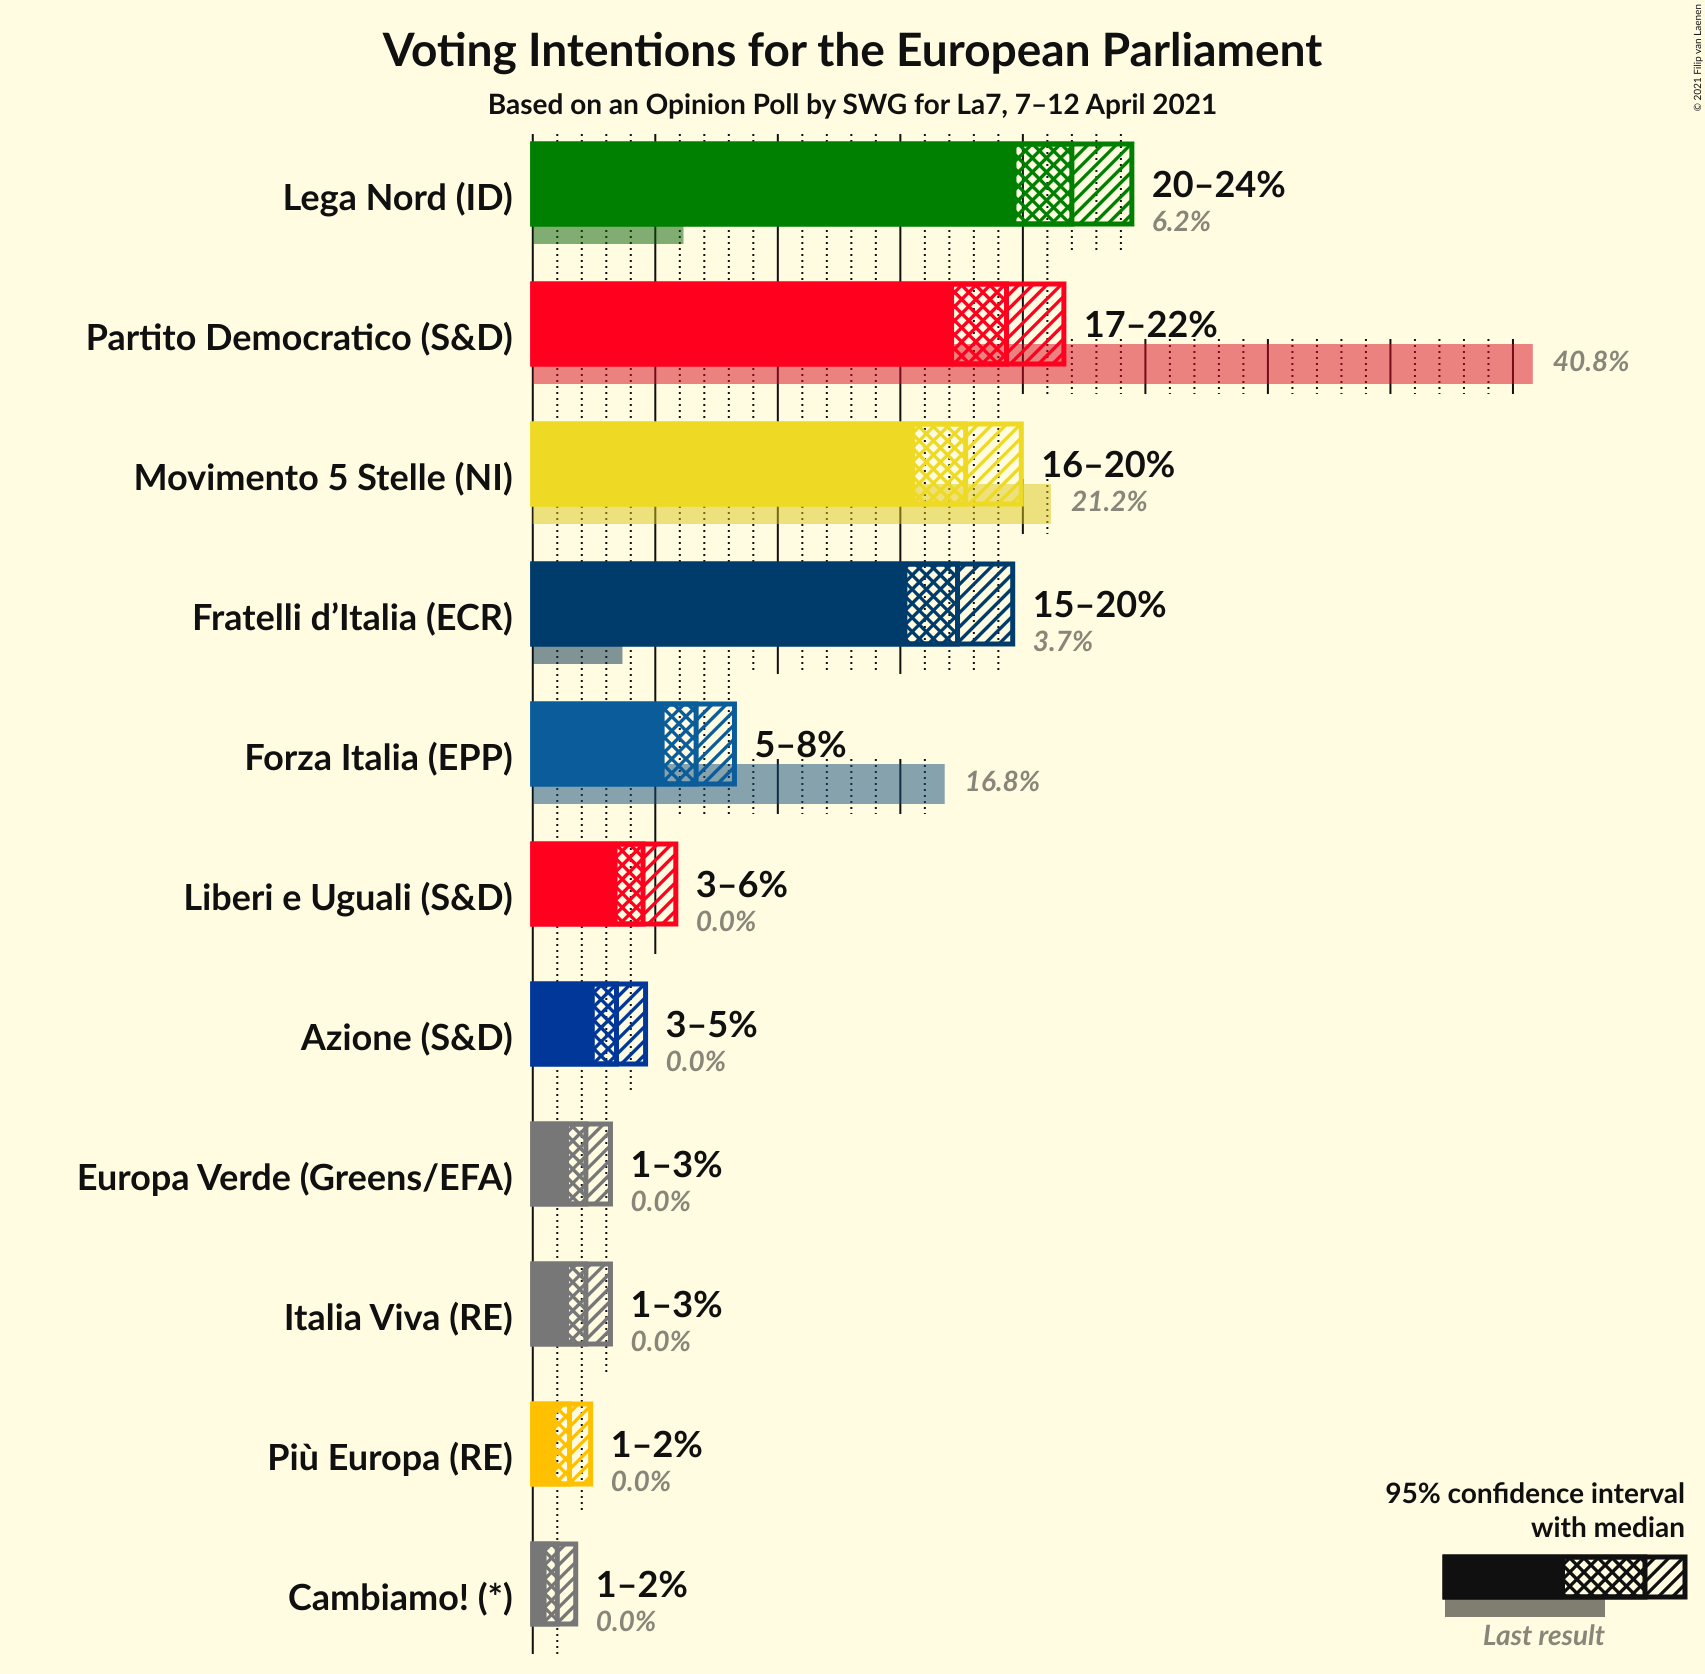 Voting Intentions for the European Parliament
Based on an Opinion Poll by SWG for La7, 7–12 April 2021
© 2021 Filip van Laenen
Lega Nord (ID)
20–24%
6.2%
Partito Democratico (S&D)
17–22%
40.8%
Movimento 5 Stelle (NI)
16–20%
21.2%
Fratelli d’Italia (ECR)
15–20%
3.7%
Forza Italia (EPP)
5–8%
16.8%
Liberi e Uguali (S&D)
3–6%
0.0%
Azione (S&D)
3–5%
0.0%
Europa Verde (Greens/EFA)
1–3%
0.0%
Italia Viva (RE)
1–3%
0.0%
Più Europa (RE)
1–2%
0.0%
Cambiamo! (*)
1–2%
0.0%
95% confidence interval
with median
Last result